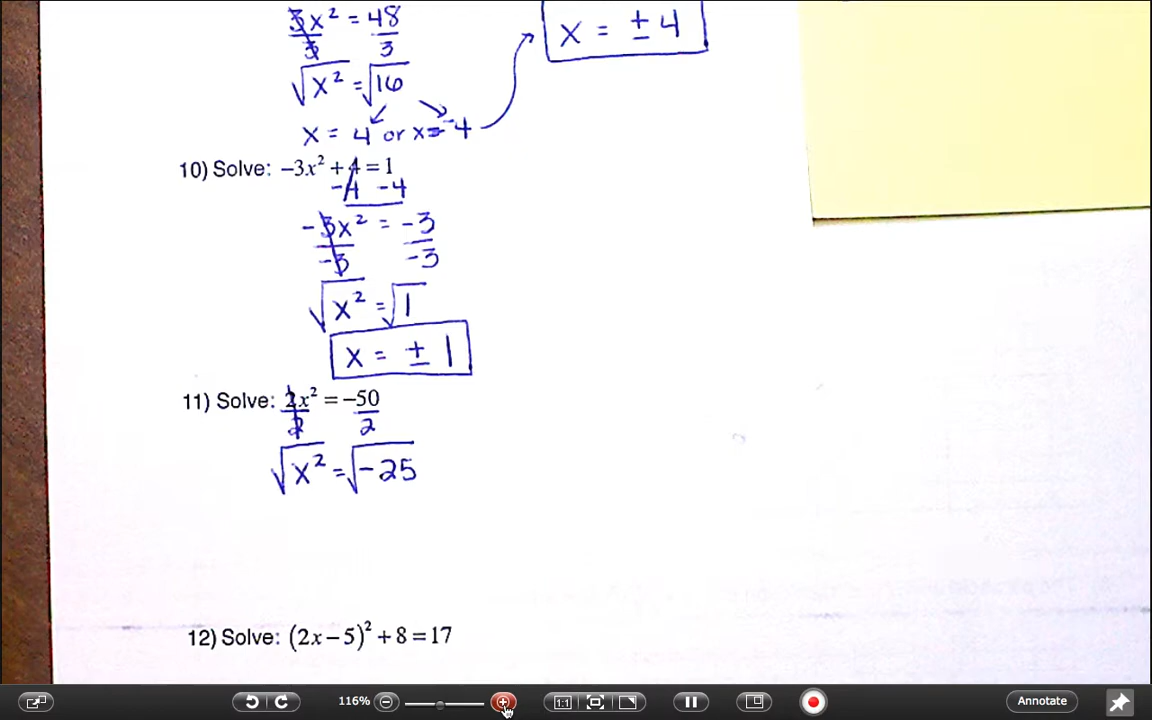 3x² = 48
3 3
√x² = √16
x = 4 or x = -4
x = ± 4
10) Solve: −3x² + 4 = 1
-4 -4
-3x² = -3
-3 -3
√x² = √1
x = ± 1
11) Solve: 2x² = −50
2 2
√x² = √-25
12) Solve: (2x − 5)² + 8 = 17
116%
1:1
Annotate